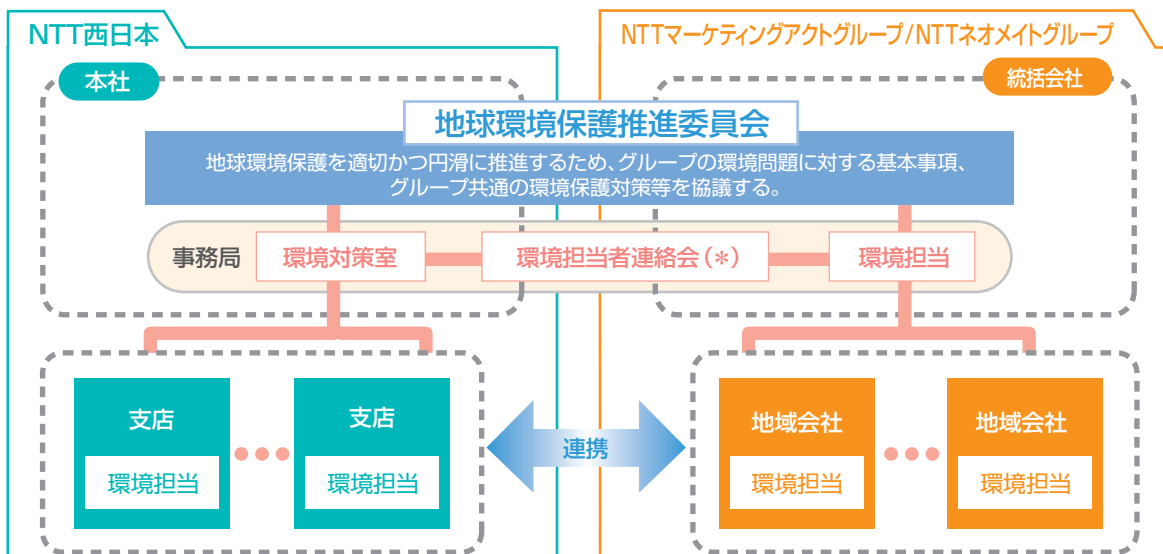 NTT西日本
NTTマーケティングアクトグループ/NTTネオメイトグループ
本社
統括会社
地球環境保護推進委員会
地球環境保護を適切かつ円滑に推進するため、グループの環境問題に対する基本事項、
グループ共通の環境保護対策等を協議する。
事務局
環境対策室
環境担当者連絡会(＊)
環境担当
支店
環境担当
支店
環境担当
連携
地域会社
環境担当
地域会社
環境担当